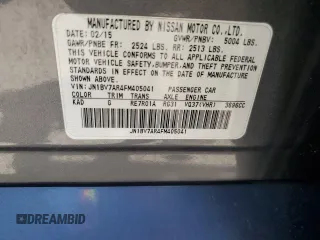 MANUFACTURED BY NISSAN MOTOR CO.,LTD.
DATE: 02/15 GVWR/PNBV: 5004 LBS.
GAWR/PNBE FR: 2524 LBS. RR: 2513 LBS.
THIS VEHICLE CONFORMS TO ALL APPLICABLE FEDERAL
MOTOR VEHICLE SAFETY,BUMPER,AND THEFT
PREVENTION STANDARDS IN EFFECT ON THE DATE OF MANUFACTURE
SHOWN ABOVE.
VIN: JN1BV7AR4FM405041 PASSENGER CAR
COLOR TRIM TRANS AXLE ENGINE
KAD G RE7R01A RG31 VQ37(VHR) 3696CC
JN1BV7AR4FM405041
© DREAMBID